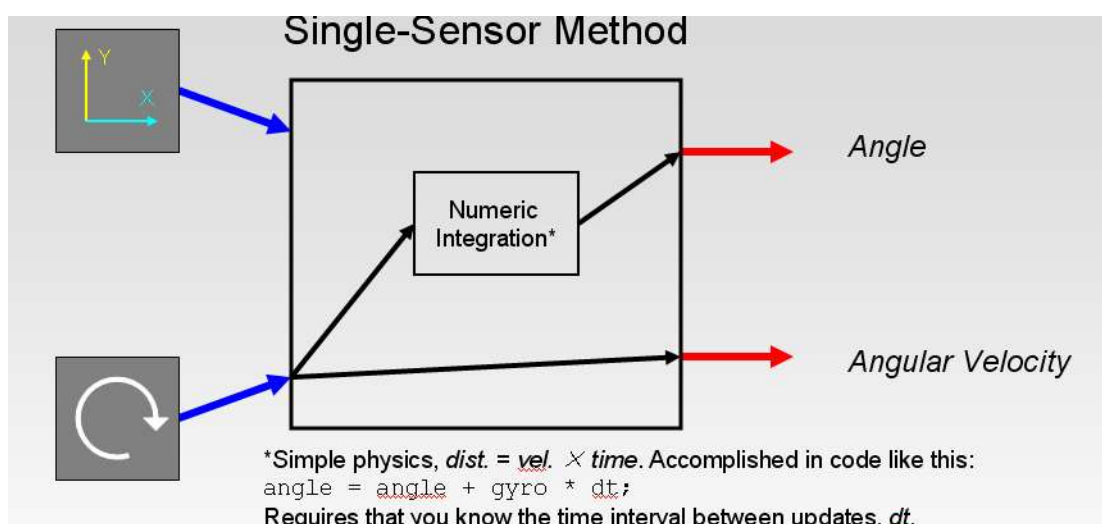 Single-Sensor Method
Y
X
Numeric
Integration*
Angle
Angular Velocity
*Simple physics, dist. = vel. × time. Accomplished in code like this:
angle = angle + gyro * dt;
Requires that you know the time interval between updates, dt.